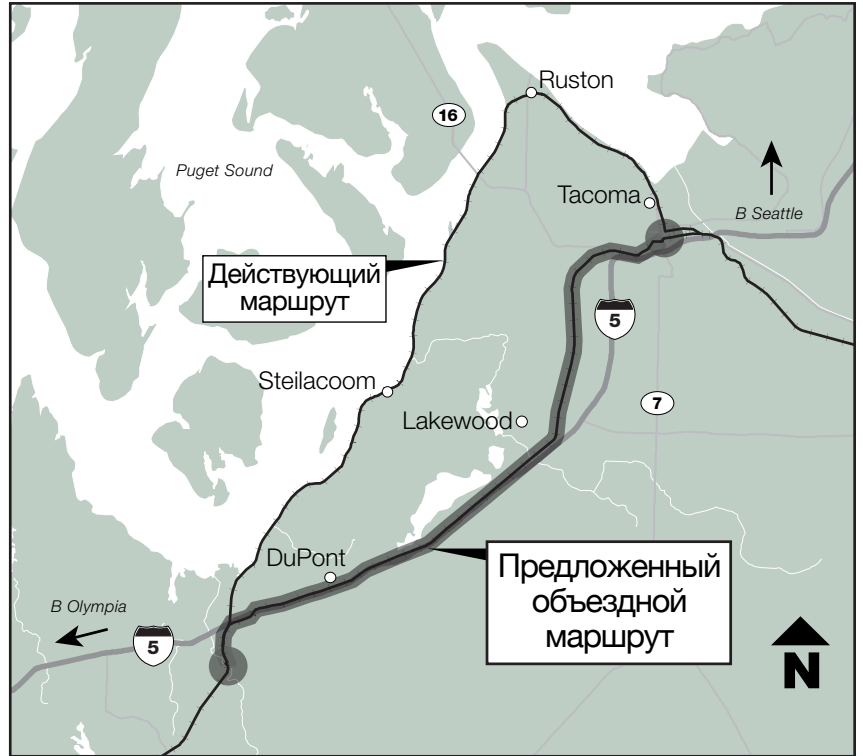 Ruston
16
Puget Sound
Tacoma
В Seattle
Действующий
маршрут
5
Steilacoom
7
Lakewood
DuPont
Предложенный
объездной
маршрут
В Olympia
5
N